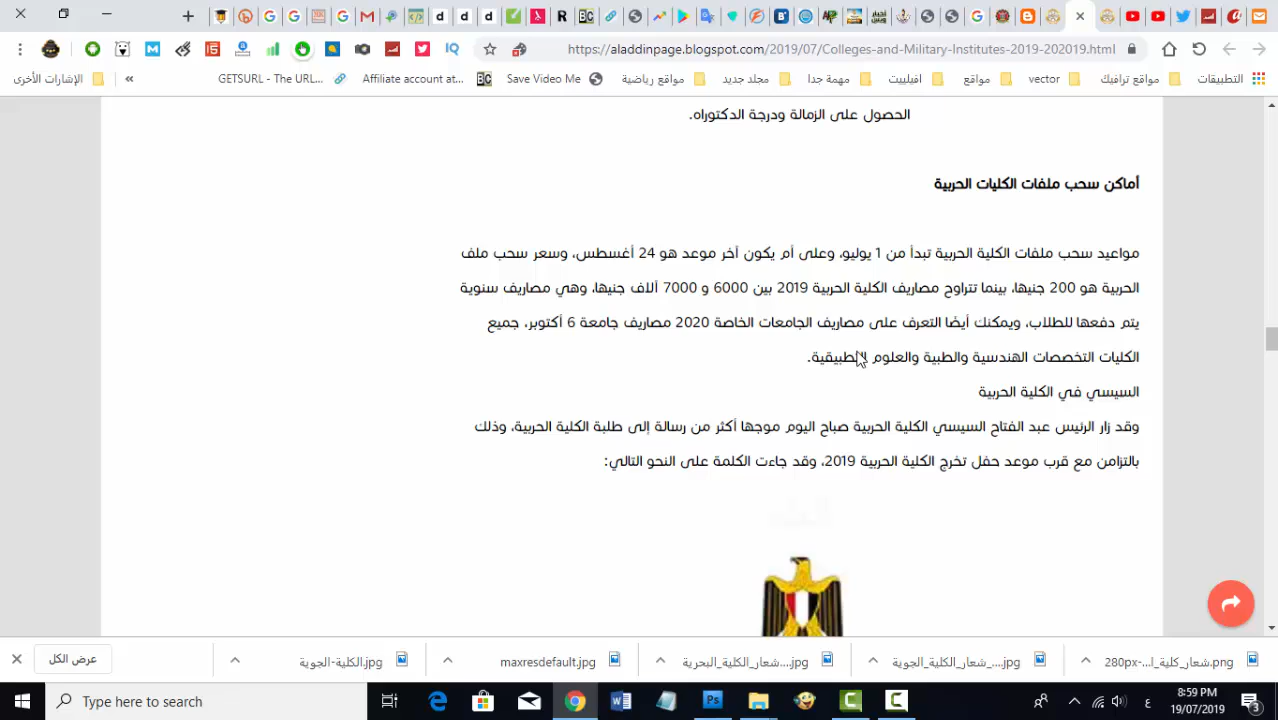 https://aladdinpage.blogspot.com/2019/07/Colleges-and-Military-Institutes-2019-202019.html
التطبيقات
مواقع ترافيك
vector
مواقع
افيلييت
مهمة جدا
مجلد جديد
مواقع رياضية
Save Video Me
Affiliate account at...
GETSURL - The URL...
»
الإشارات الأخرى
الحصول على الزمالة ودرجة الدكتوراه.
أماكن سحب ملفات الكليات الحربية
مواعيد سحب ملفات الكلية الحربية تبدأ من 1 يوليو، وعلى أم يكون آخر موعد هو 24 أغسطس، وسعر سحب ملف
الحربية هو 200 جنيها، بينما تتراوح مصاريف الكلية الحربية 2019 بين 6000 و 7000 آلاف جنيها، وهي مصاريف سنوية
يتم دفعها للطلاب، ويمكنك أيضًا التعرف على مصاريف الجامعات الخاصة 2020 مصاريف جامعة 6 أكتوبر، جميع
الكليات التخصصات الهندسية والطبية والعلوم التطبيقية.
السيسي في الكلية الحربية
وقد زار الرئيس عبد الفتاح السيسي الكلية الحربية صباح اليوم موجها أكثر من رسالة إلى طلبة الكلية الحربية، وذلك
بالتزامن مع قرب موعد حفل تخرج الكلية الحربية 2019، وقد جاءت الكلمة على النحو التالي:
280px-شعار_كلية_ا....png
شعار_الكلية_الجوية_....jpg
شعار_الكلية_البحرية....jpg
maxresdefault.jpg
الكلية-الجوية.jpg
عرض الكل
Type here to search
ع
8:59 PM
19/07/2019
3